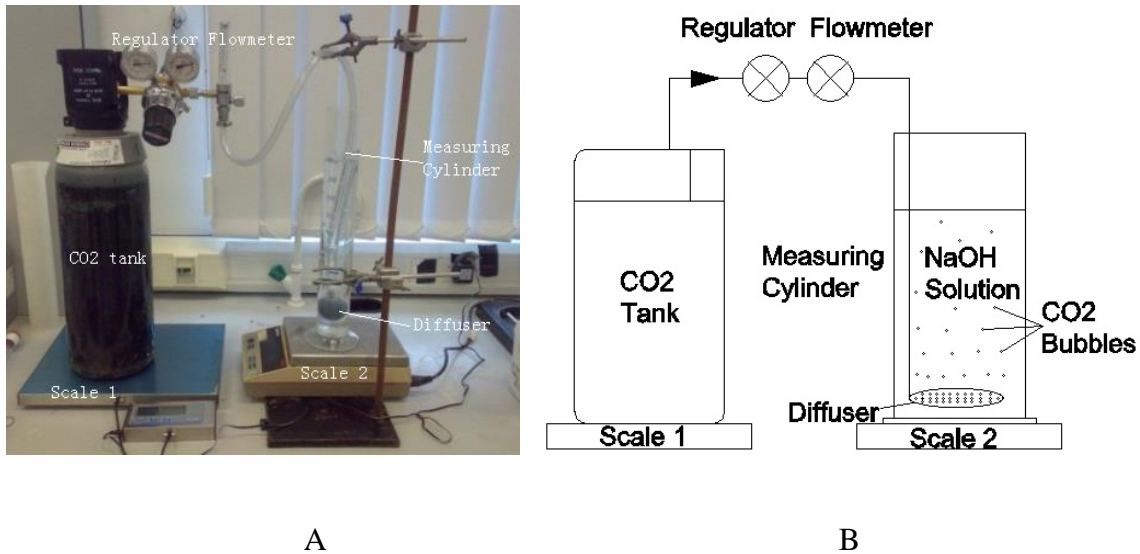 Regulator Flowmeter
Measuring
Cylinder
CO2 tank
Diffuser
Scale 1
Scale 2
A
Regulator Flowmeter
CO2
Tank
Measuring
Cylinder
NaOH
Solution
CO2
Bubbles
Diffuser
Scale 1
Scale 2
B